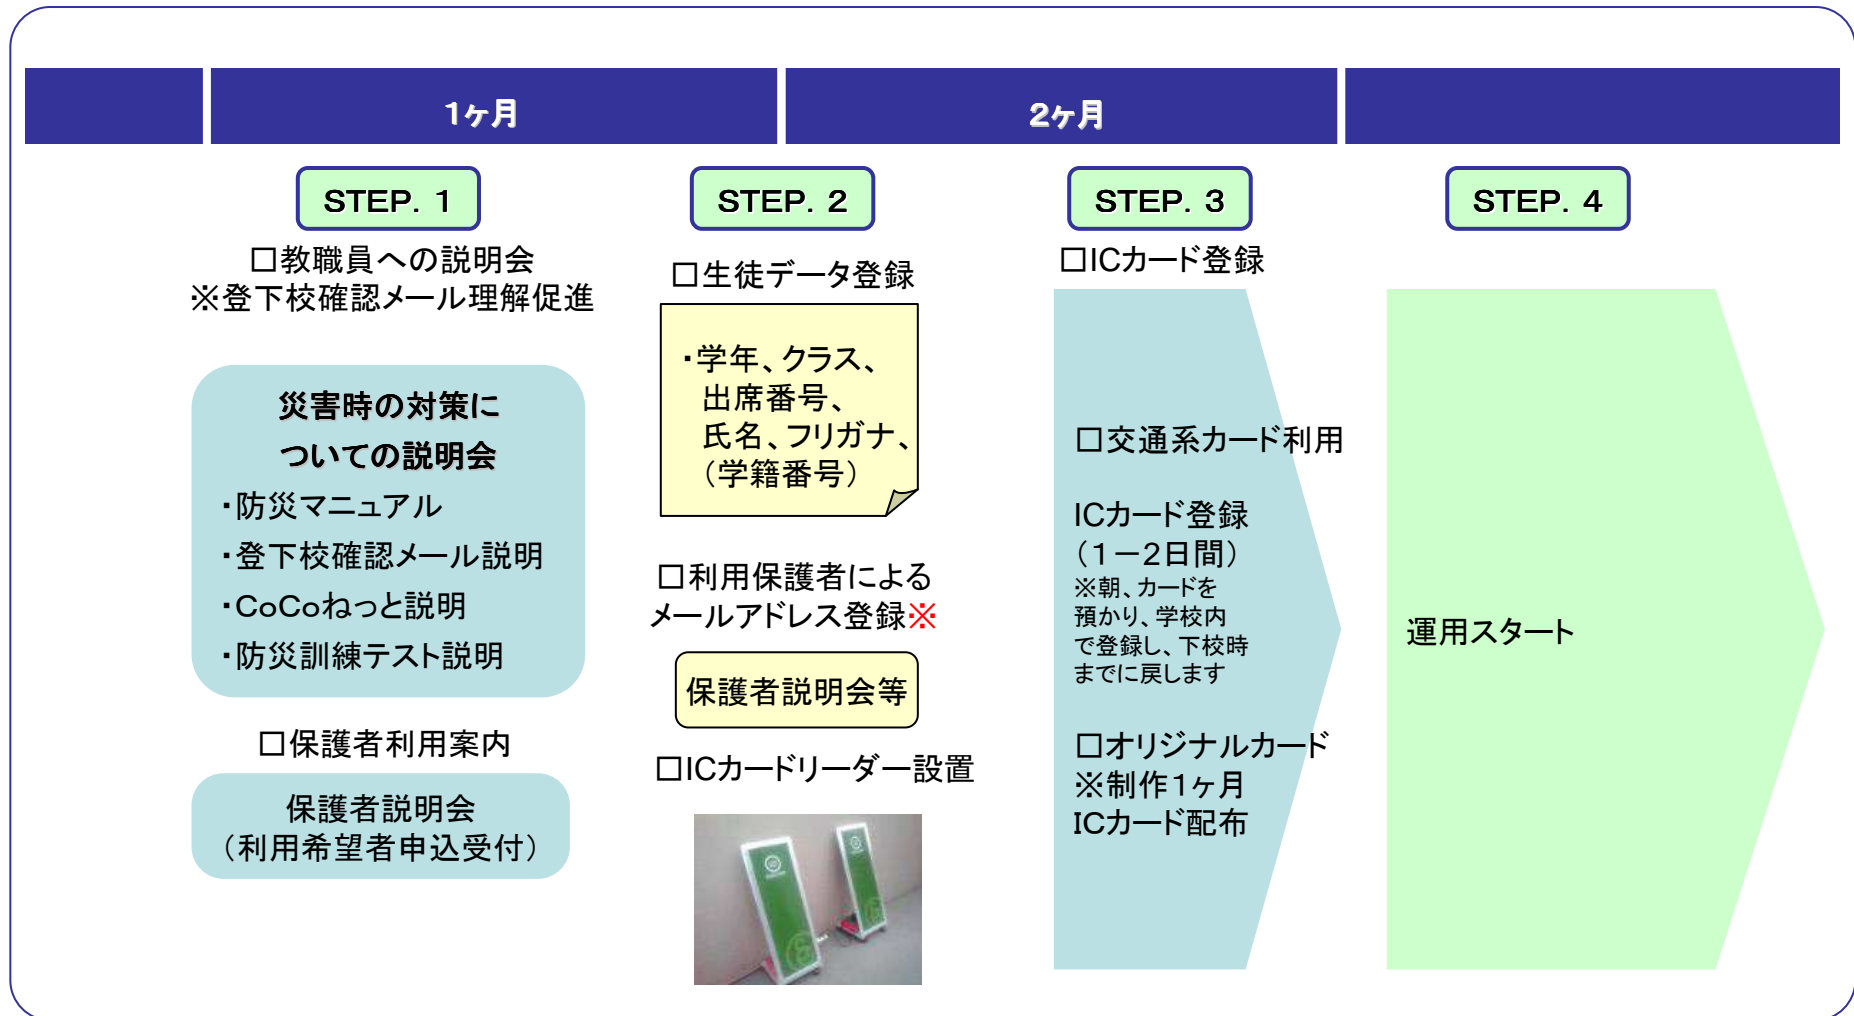 1ヶ月
2ヶ月
STEP. 1
□教職員への説明会
※登下校確認メール理解促進
災害時の対策に
ついての説明会
・防災マニュアル
・登下校確認メール説明
・CoCoねっと説明
・防災訓練テスト説明
□保護者利用案内
保護者説明会
(利用希望者申込受付)
STEP. 2
□生徒データ登録
・学年、クラス、
出席番号、
氏名、フリガナ、
(学籍番号)
□利用保護者による
メールアドレス登録※
保護者説明会等
□ICカードリーダー設置
STEP. 3
□ICカード登録
□交通系カード利用
ICカード登録
(1-2日間)
※朝、カードを
預かり、学校内
で登録し、下校時
までに戻します
□オリジナルカード
※制作1ヶ月
ICカード配布
STEP. 4
運用スタート